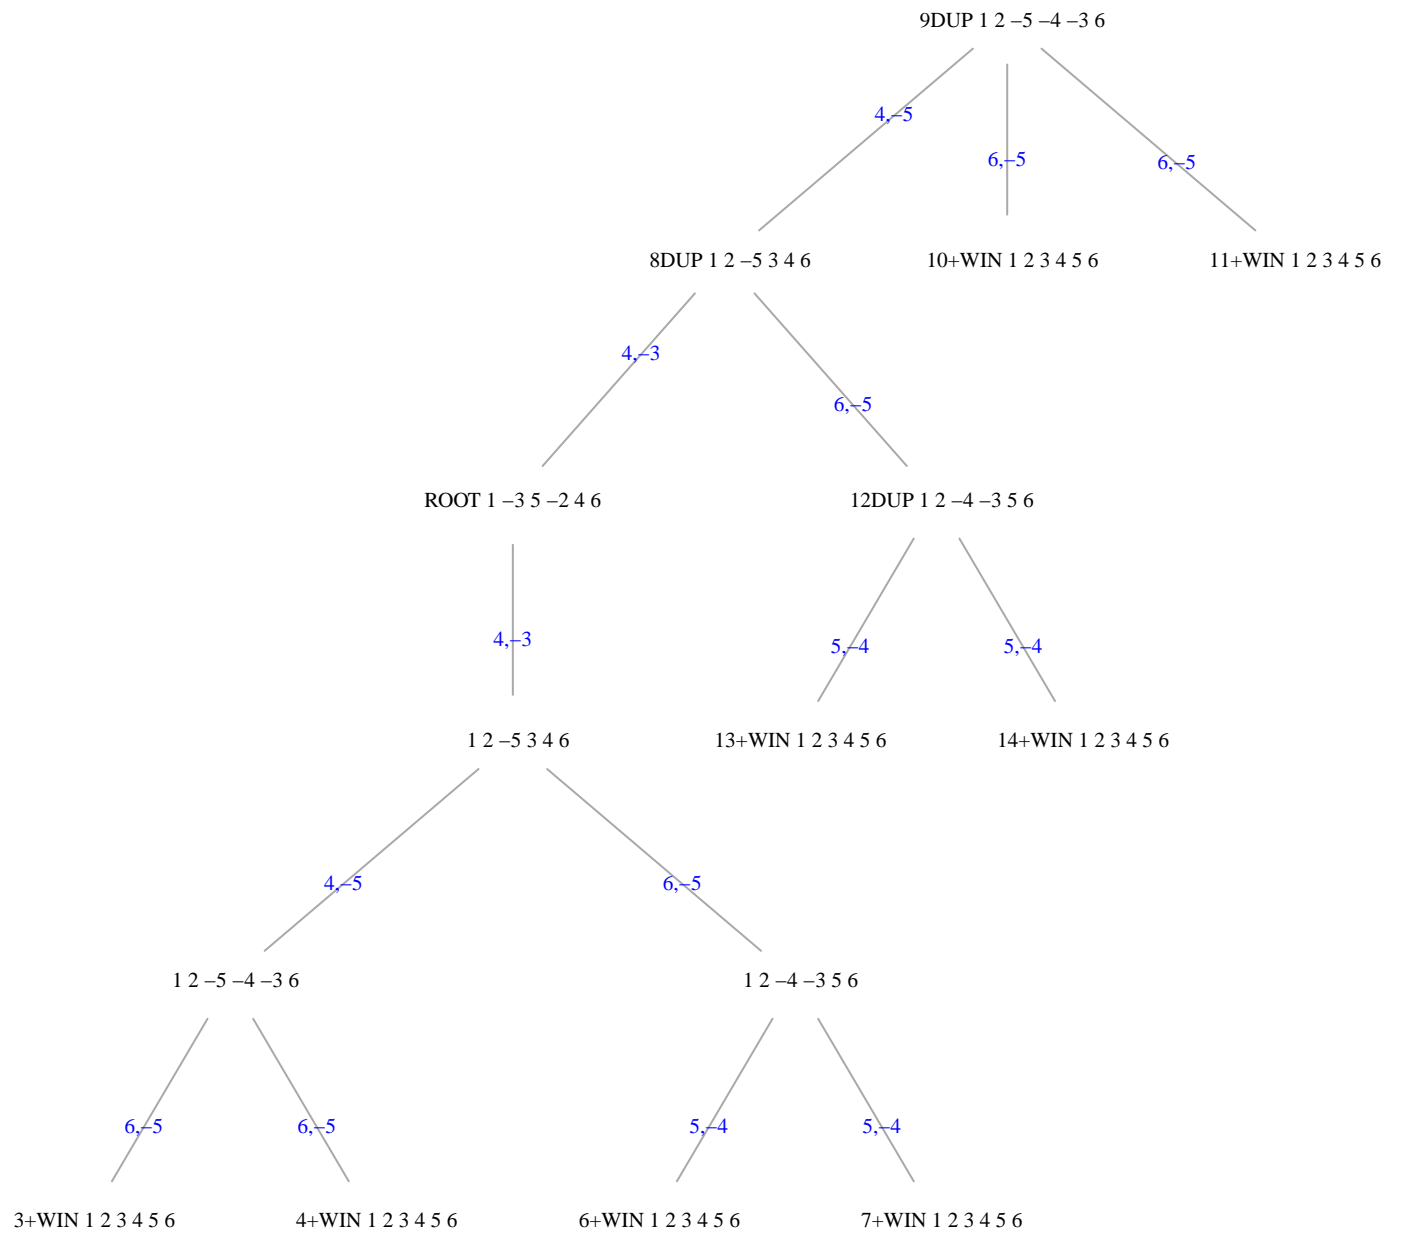 9DUP 1 2 –5 –4 –3 6
4,–5
6,–5
6,–5
8DUP 1 2 –5 3 4 6
10+WIN 1 2 3 4 5 6
11+WIN 1 2 3 4 5 6
4,–3
6,–5
ROOT 1 –3 5 –2 4 6
12DUP 1 2 –4 –3 5 6
4,–3
5,–4
5,–4
1 2 –5 3 4 6
13+WIN 1 2 3 4 5 6
14+WIN 1 2 3 4 5 6
4,–5
6,–5
1 2 –5 –4 –3 6
1 2 –4 –3 5 6
6,–5
6,–5
5,–4
5,–4
3+WIN 1 2 3 4 5 6
4+WIN 1 2 3 4 5 6
6+WIN 1 2 3 4 5 6
7+WIN 1 2 3 4 5 6